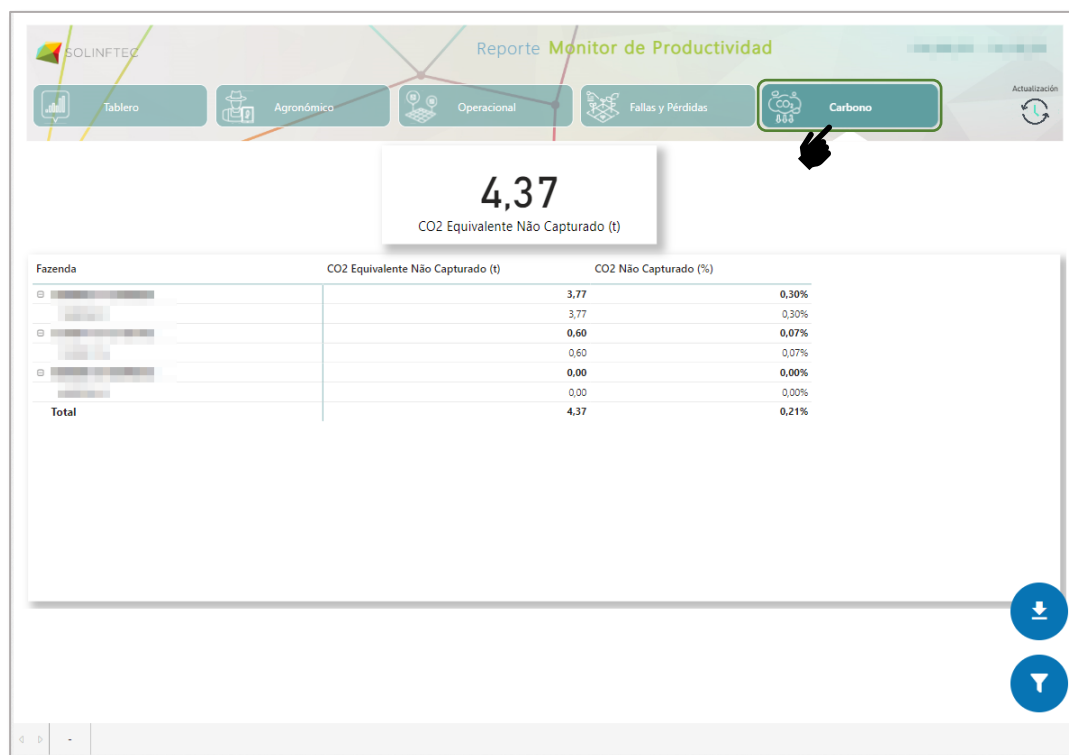 SOLINFTEC
Reporte Monitor de Productividad
Tablero
Agronómico
Operacional
Fallas y Pérdidas
CO2
Carbono
Actualización
4,37
CO2 Equivalente Não Capturado (t)
Fazenda CO2 Equivalente Não Capturado (t) CO2 Não Capturado (%)
3,77 0,30%
3,77 0,30%
0,60 0,07%
0,60 0,07%
0,00 0,00%
0,00 0,00%
Total 4,37 0,21%
-